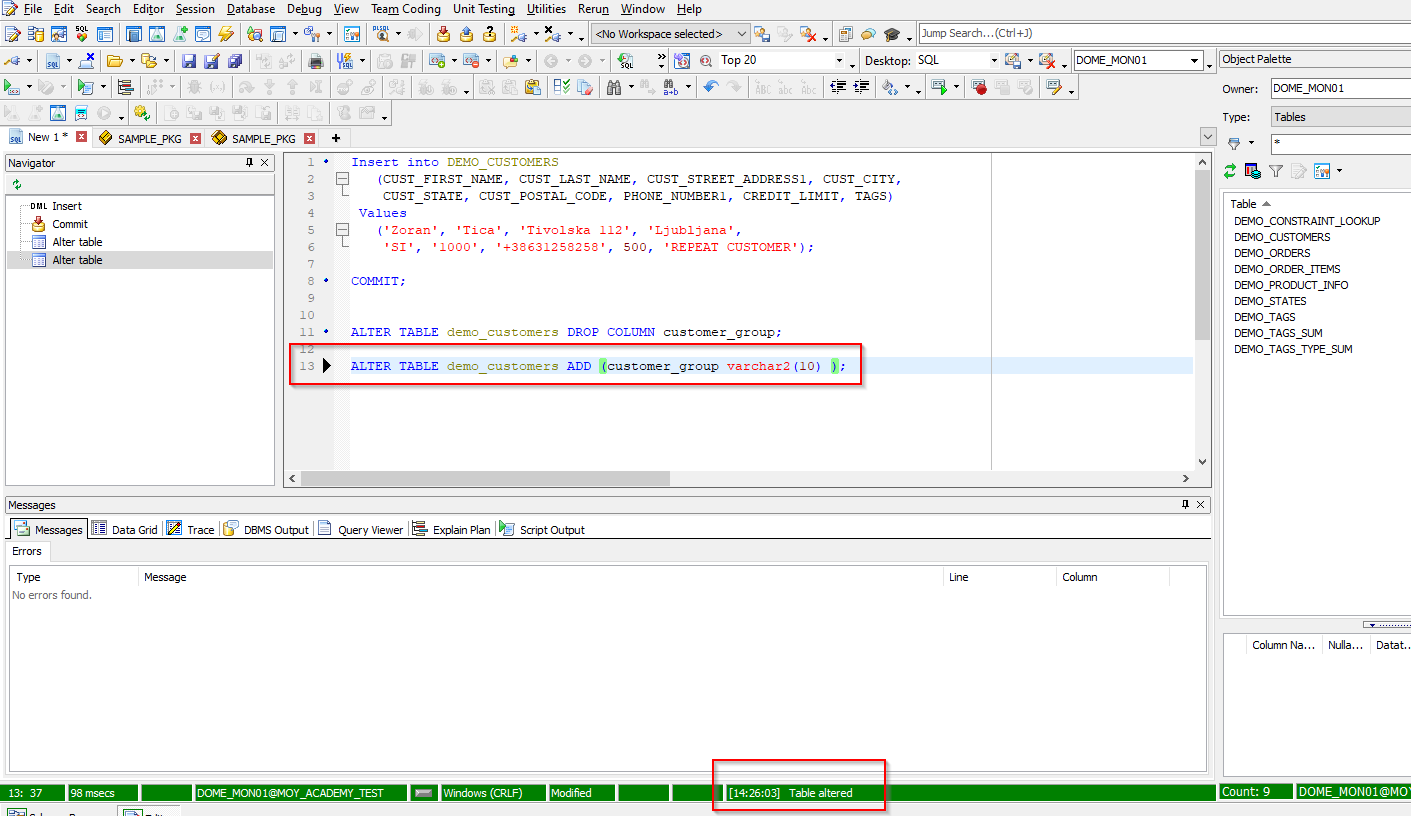 File Edit Search Editor Session Database Debug View Team Coding Unit Testing Utilities Rerun Window Help
<No Workspace selected> Jump Search...(Ctrl+J)
Top 20 Desktop: SQL DOME_MON01
Object Palette
Owner: DOME_MON01
Type: Tables
*
New 1 * SAMPLE_PKG SAMPLE_PKG +
Navigator
DML Insert
Commit
Alter table
Alter table
1 Insert into DEMO_CUSTOMERS
2 (CUST_FIRST_NAME, CUST_LAST_NAME, CUST_STREET_ADDRESS1, CUST_CITY,
3 CUST_STATE, CUST_POSTAL_CODE, PHONE_NUMBER1, CREDIT_LIMIT, TAGS)
4 Values
5 ('Zoran', 'Tica', 'Tivolska 112', 'Ljubljana',
6 'SI', '1000', '+38631258258', 500, 'REPEAT CUSTOMER');
7
8 COMMIT;
9
10
11 ALTER TABLE demo_customers DROP COLUMN customer_group;
12
13 ALTER TABLE demo_customers ADD (customer_group varchar2(10) );
Table
DEMO_CONSTRAINT_LOOKUP
DEMO_CUSTOMERS
DEMO_ORDERS
DEMO_ORDER_ITEMS
DEMO_PRODUCT_INFO
DEMO_STATES
DEMO_TAGS
DEMO_TAGS_SUM
DEMO_TAGS_TYPE_SUM
Messages
Messages Data Grid Trace DBMS Output Query Viewer Explain Plan Script Output
Errors
Type Message Line Column
No errors found.
Column Na... Nulla... Datat...
13: 37 98 msecs DOME_MON01@MOY_ACADEMY_TEST Windows (CRLF) Modified [14:26:03] Table altered Count: 9 DOME_MON01@MOY